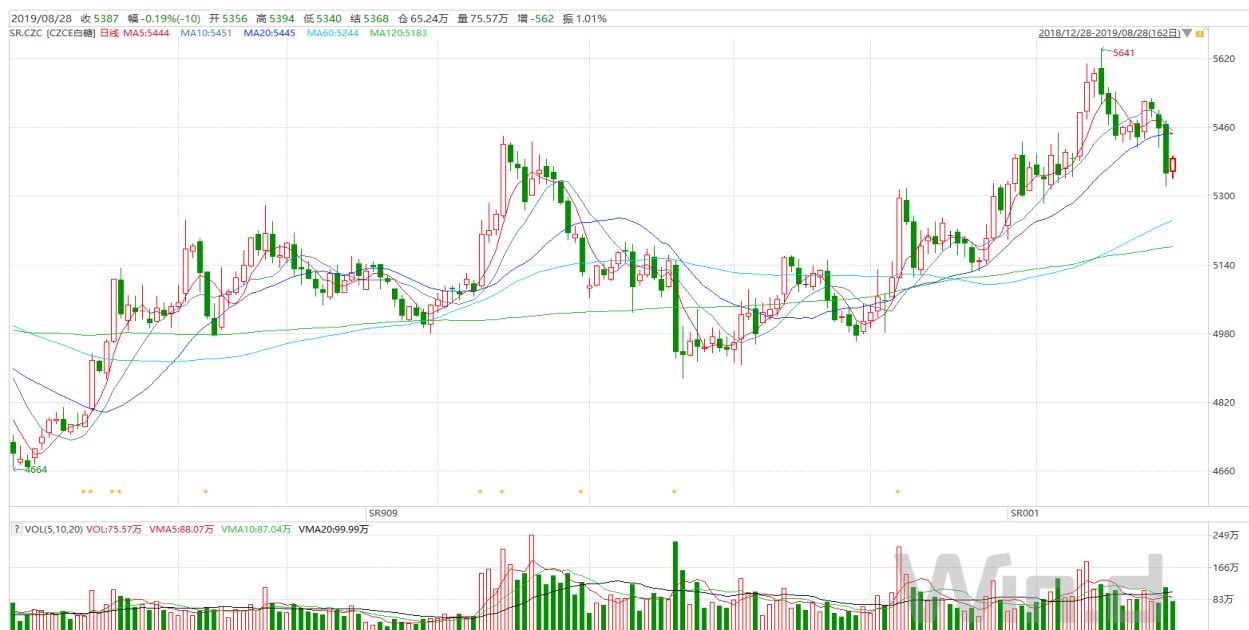 2019/08/28 收 5387 幅 -0.19%(-10) 开 5356 高 5394 低 5340 结 5368 仓 65.24万 量 75.57万 增 -562 振 1.01%
SR.CZC [CZCE白糖] 日线 MA5:5444 MA10:5451 MA20:5445 MA60:5244 MA120:5183 2018/12/28-2019/08/28(162日)
5641
5620
5460
5300
5140
4980
4820
4660
4664
SR909 SR001
? VOL(5,10,20) VOL:75.57万 VMA5:88.07万 VMA10:87.04万 VMA20:99.99万
249万
166万
83万
Wind